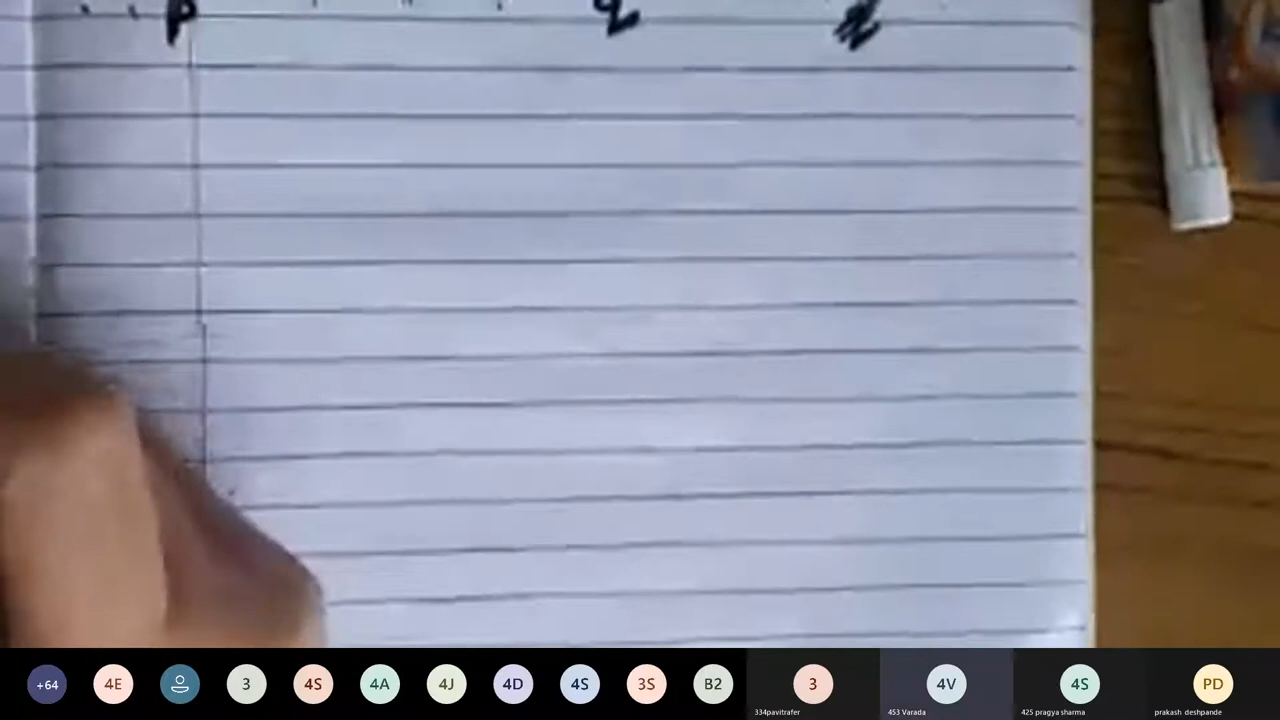 p q
+64 4E 3 4S 4A 4J 4D 4S 3S B2 3 4V 4S PD
334pavitrafer 453 Varada 425 pragya sharma prakash deshpande